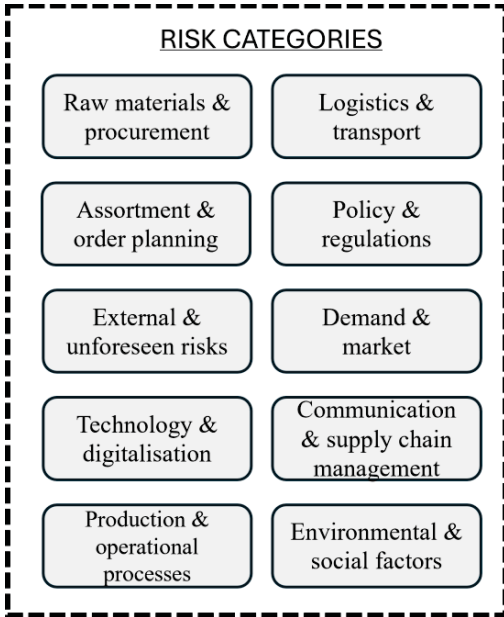 RISK CATEGORIES
Raw materials &
procurement
Logistics &
transport
Assortment &
order planning
Policy &
regulations
External &
unforeseen risks
Demand &
market
Technology &
digitalisation
Communication
& supply chain
management
Production &
operational
processes
Environmental &
social factors